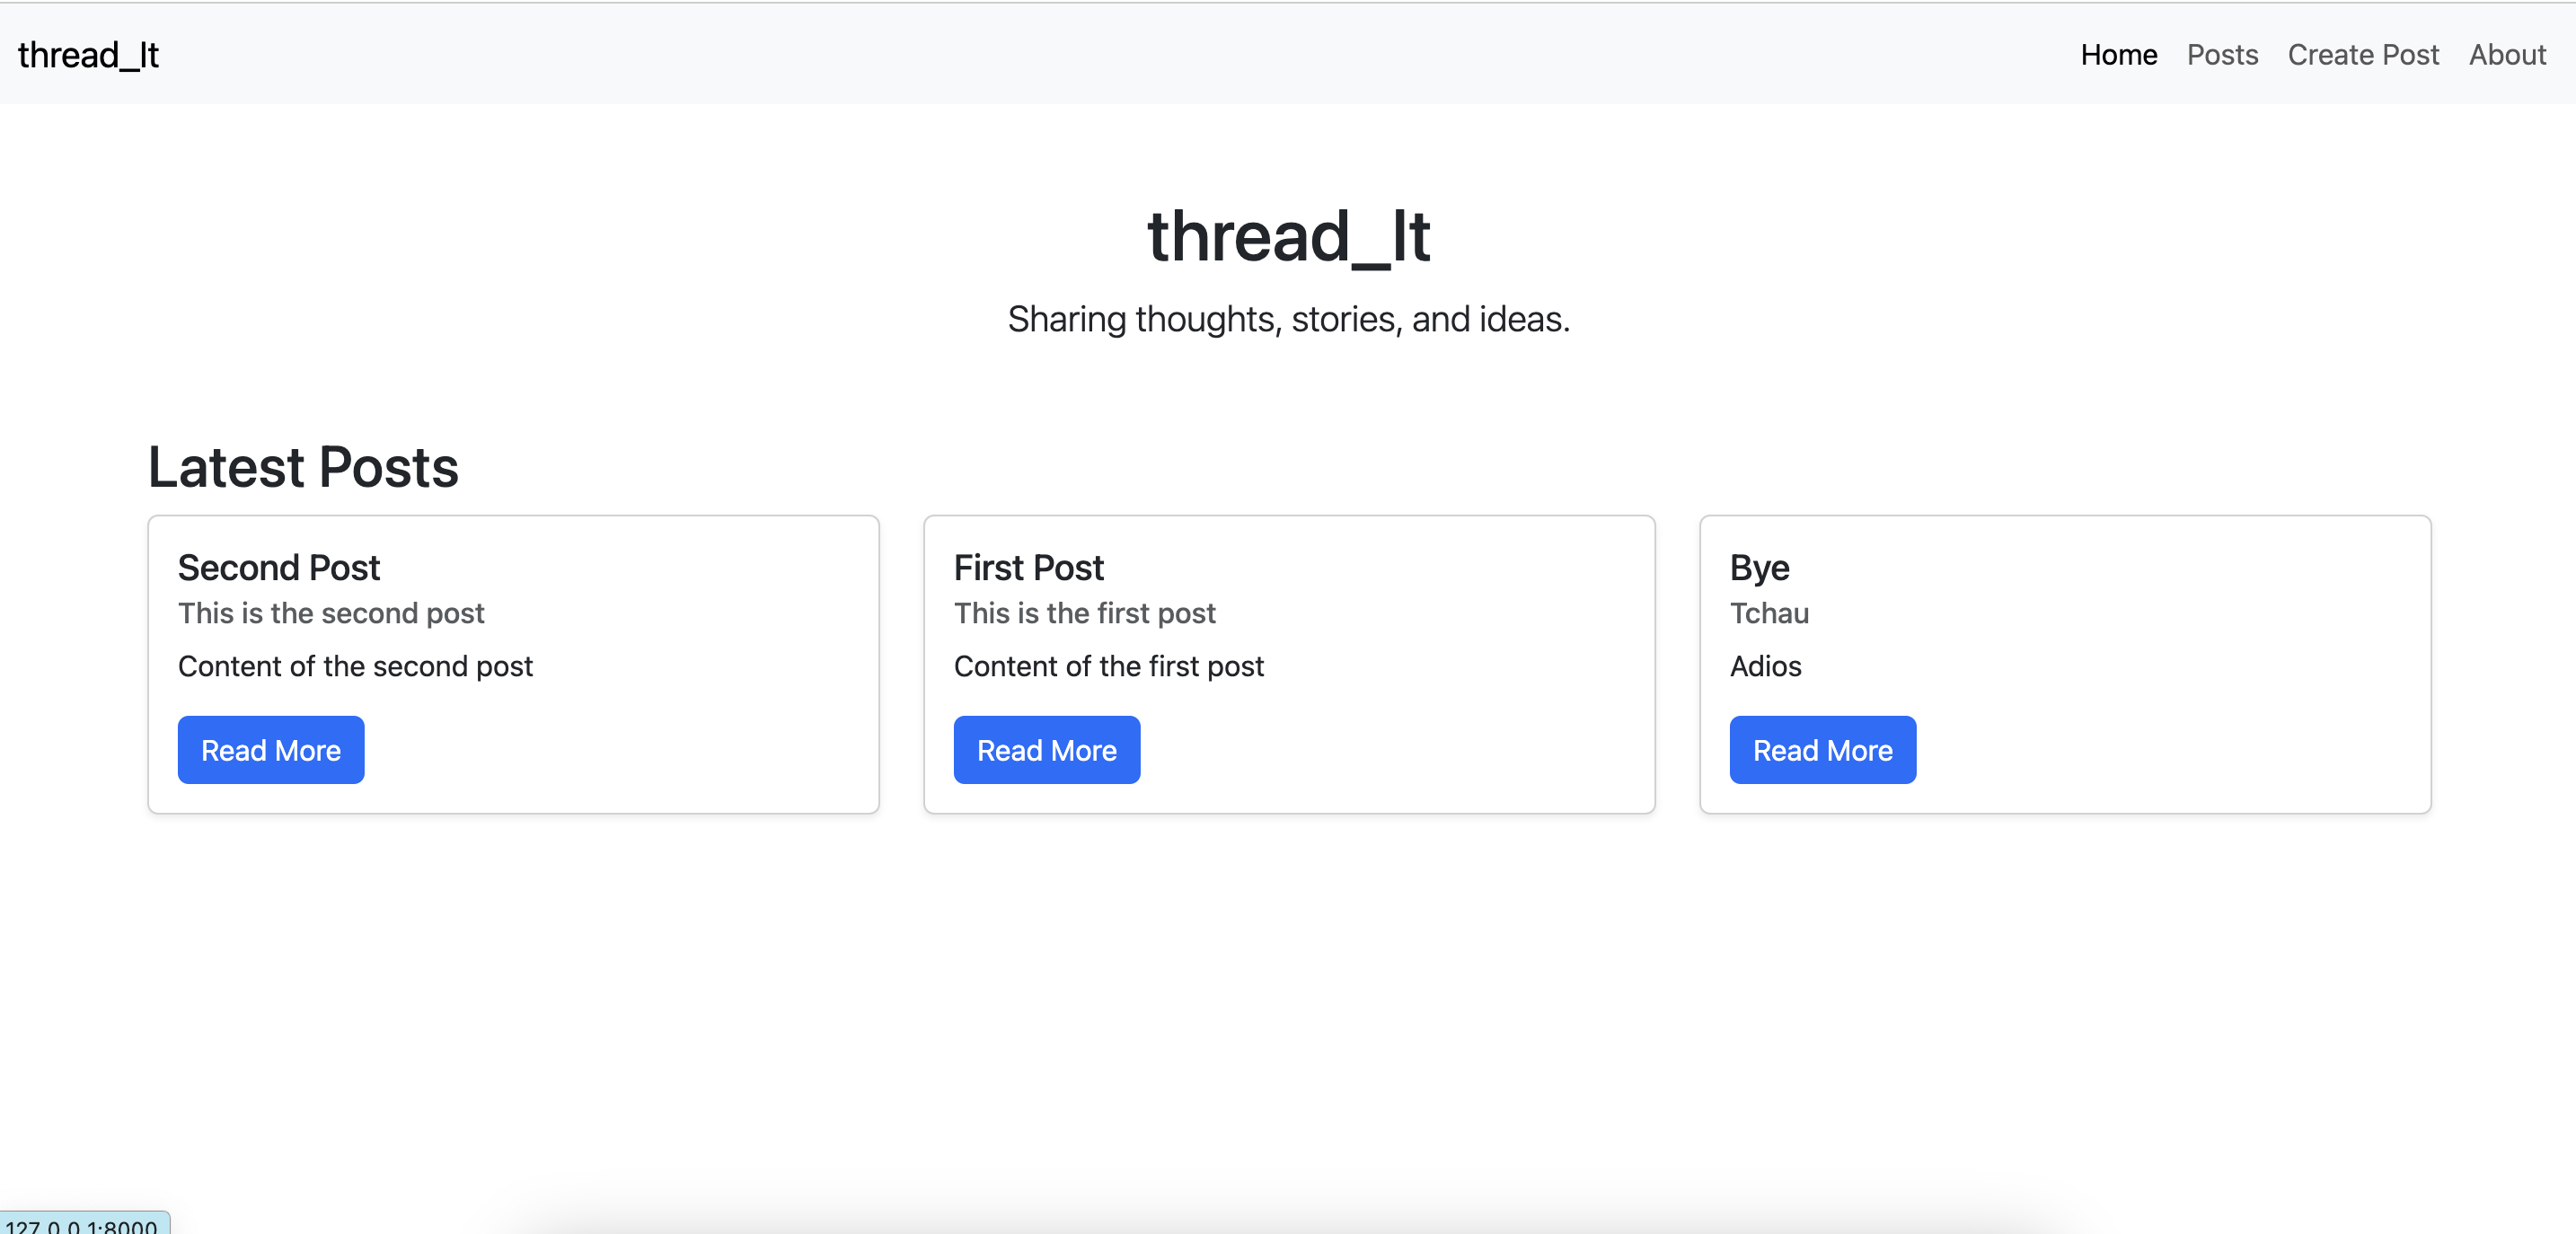 thread_It
Home Posts Create Post About
thread_It
Sharing thoughts, stories, and ideas.
Latest Posts
Second Post
This is the second post
Content of the second post
Read More
First Post
This is the first post
Content of the first post
Read More
Bye
Tchau
Adios
Read More
127.0.0.1:8000